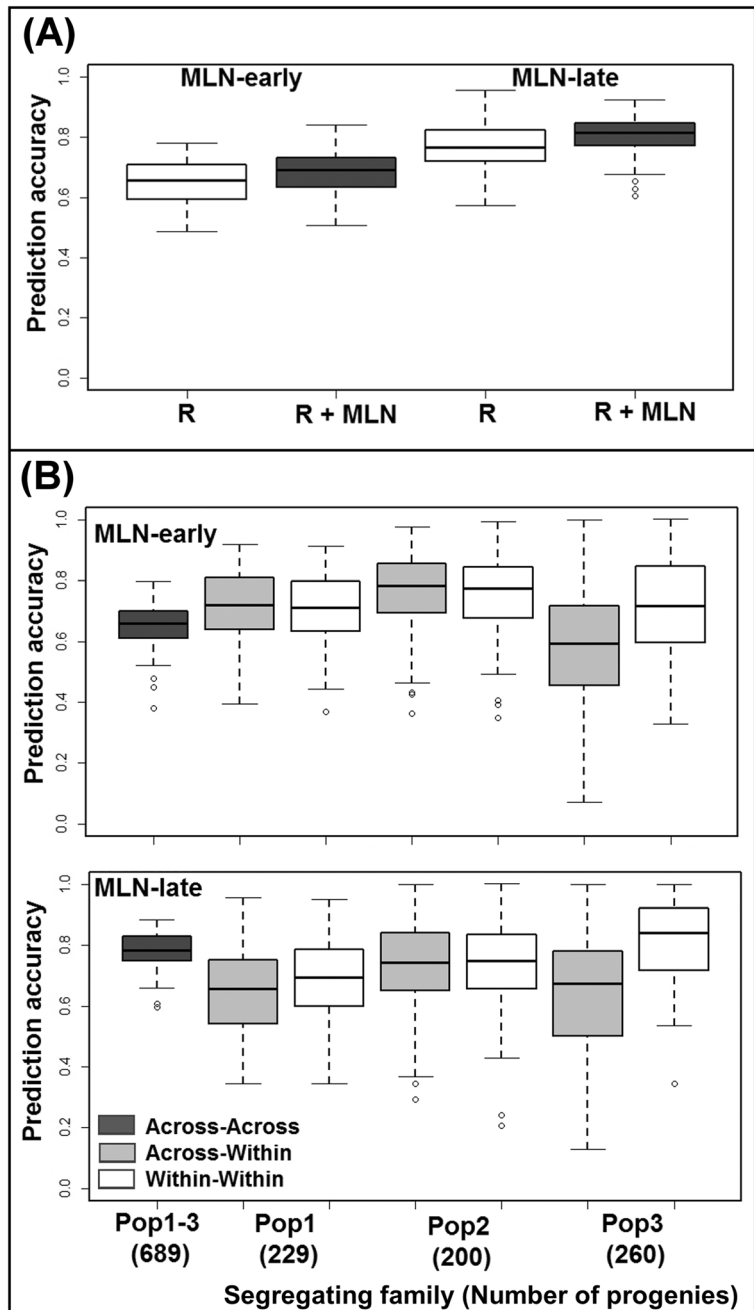 (A)
MLN-early MLN-late
Prediction accuracy
0.0 0.2 0.4 0.6 0.8 1.0
R R + MLN R R + MLN
(B)
MLN-early
Prediction accuracy
0.0 0.2 0.4 0.6 0.8 1.0
MLN-late
Prediction accuracy
0.0 0.2 0.4 0.6 0.8 1.0
Across-Across
Across-Within
Within-Within
Pop1-3 Pop1 Pop2 Pop3
(689) (229) (200) (260)
Segregating family (Number of progenies)